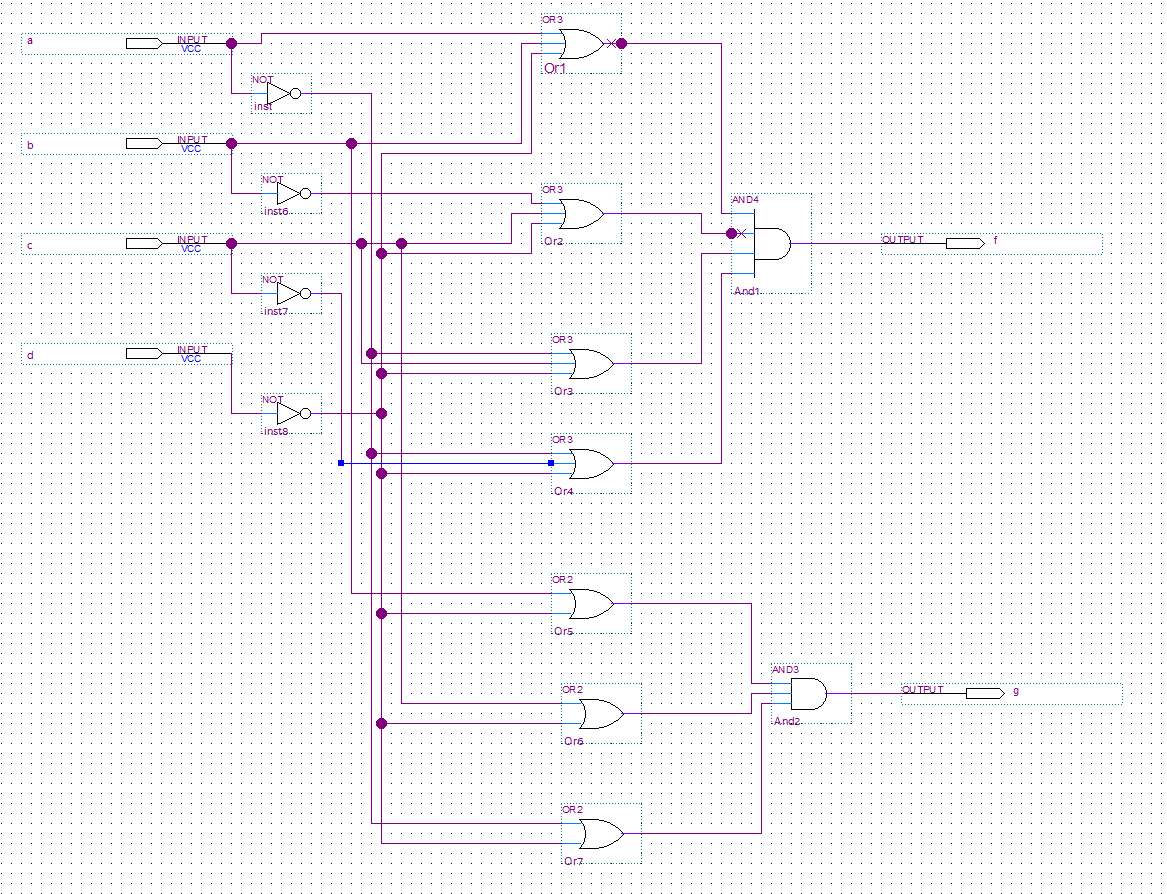 OR3
a
INPUT
VCC
Or1
NOT
inst
b
INPUT
VCC
NOT
inst6
OR3
Or2
AND4
c
INPUT
VCC
OUTPUT
f
NOT
inst7
And1
OR3
d
INPUT
VCC
Or3
NOT
inst8
OR3
Or4
OR2
Or5
AND3
OR2
OUTPUT
g
And2
Or6
OR2
Or7